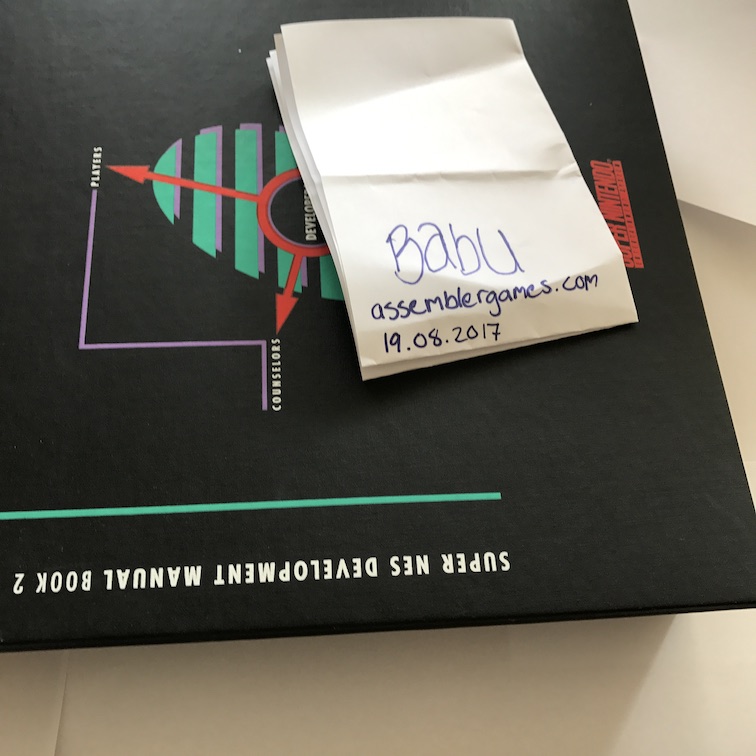 PLAYERS
COUNSELORS
SUPER NINTENDO
Babu
assemblergames.com
19.08.2017
SUPER NES DEVELOPMENT MANUAL BOOK 2